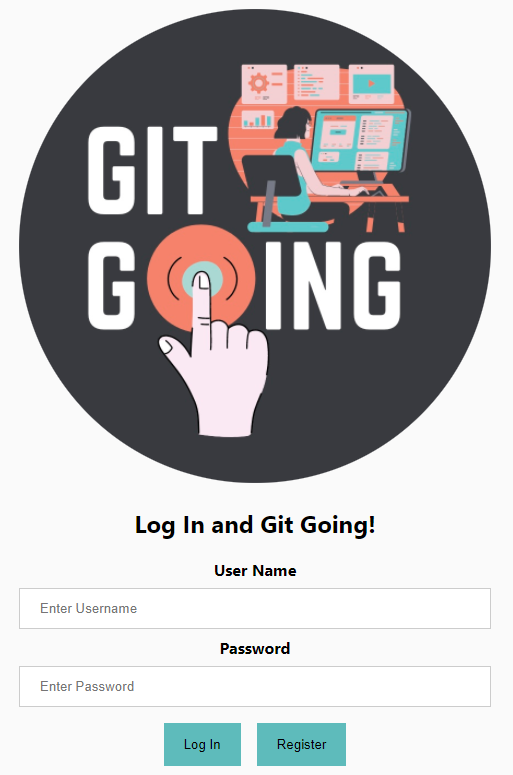 GIT
GOING
Log In and Git Going!
User Name
Enter Username
Password
Enter Password
Log In
Register